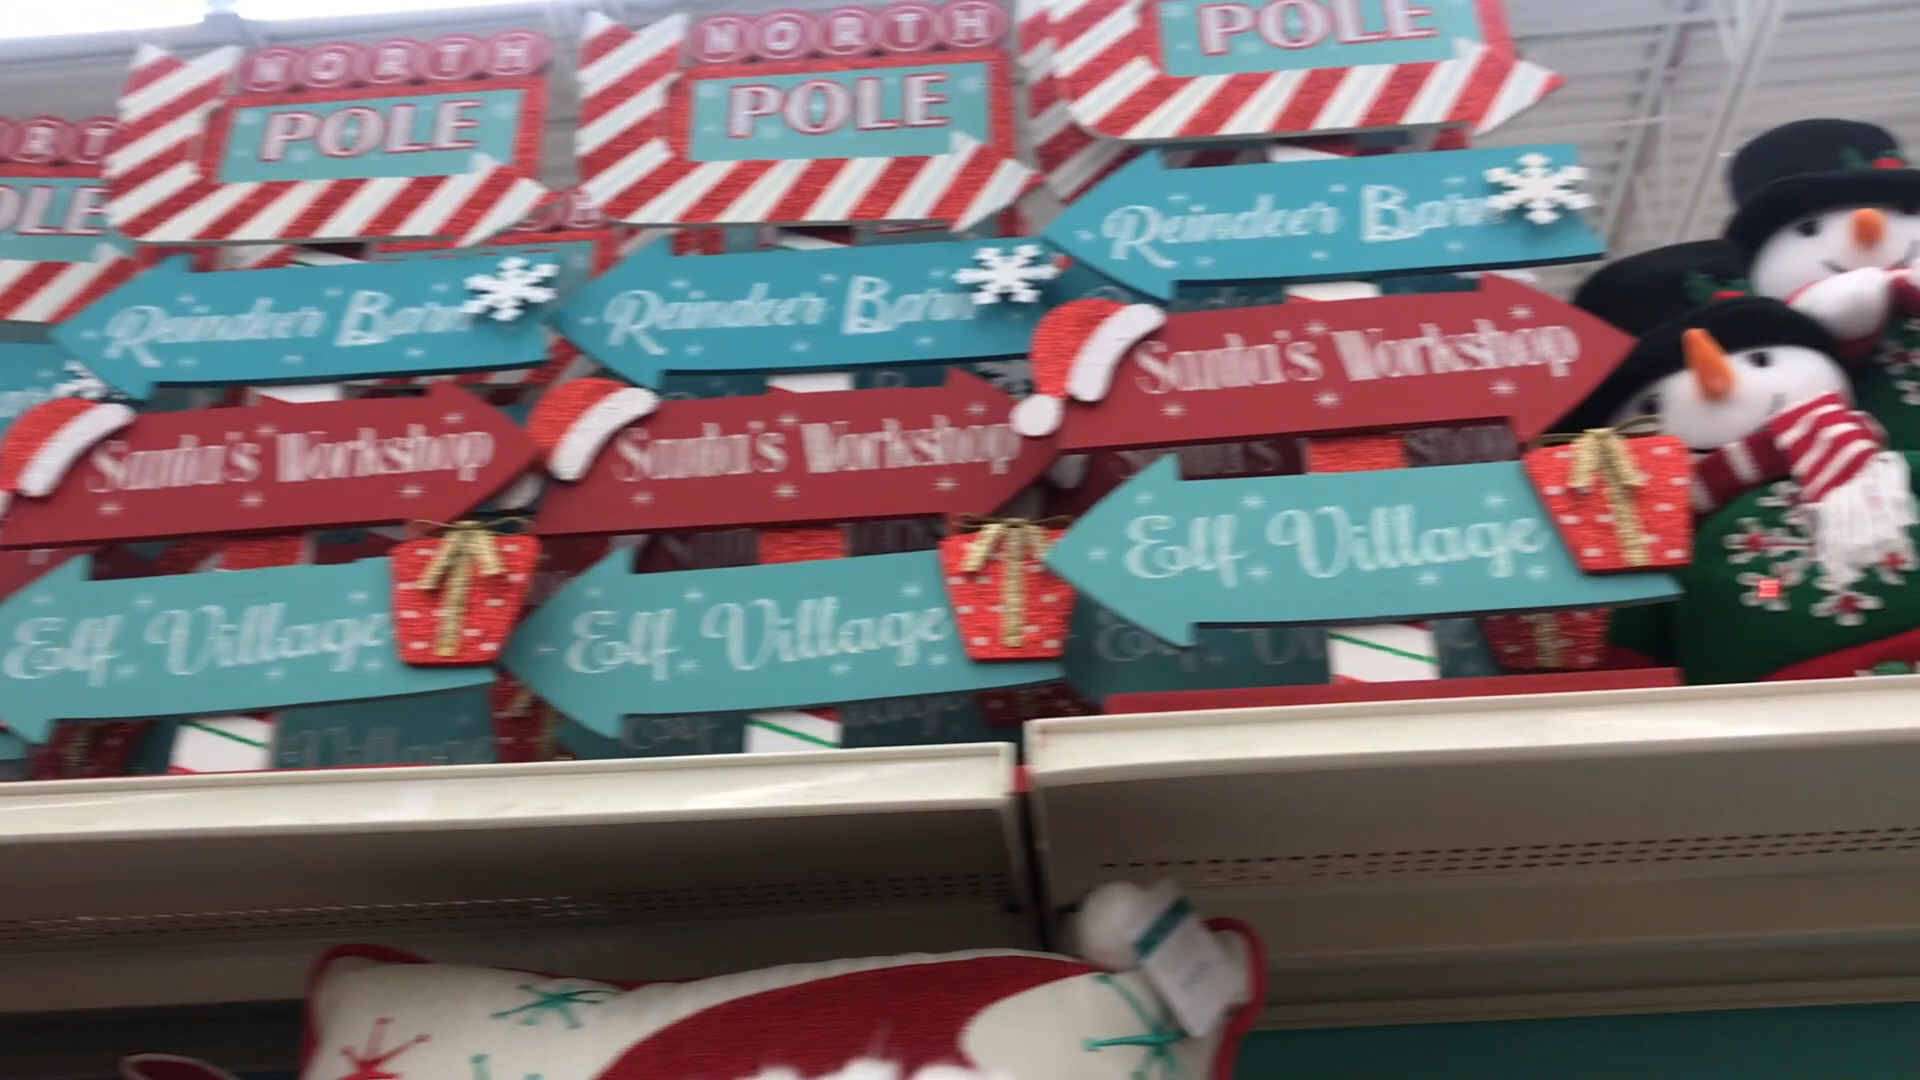 NORTH
POLE
NORTH
POLE
POLE
Reindeer Barn
Reindeer Barn
Reindeer Barn
Santa's Workshop
Santa's Workshop
Santa's Workshop
Elf Village
Elf Village
Elf Village